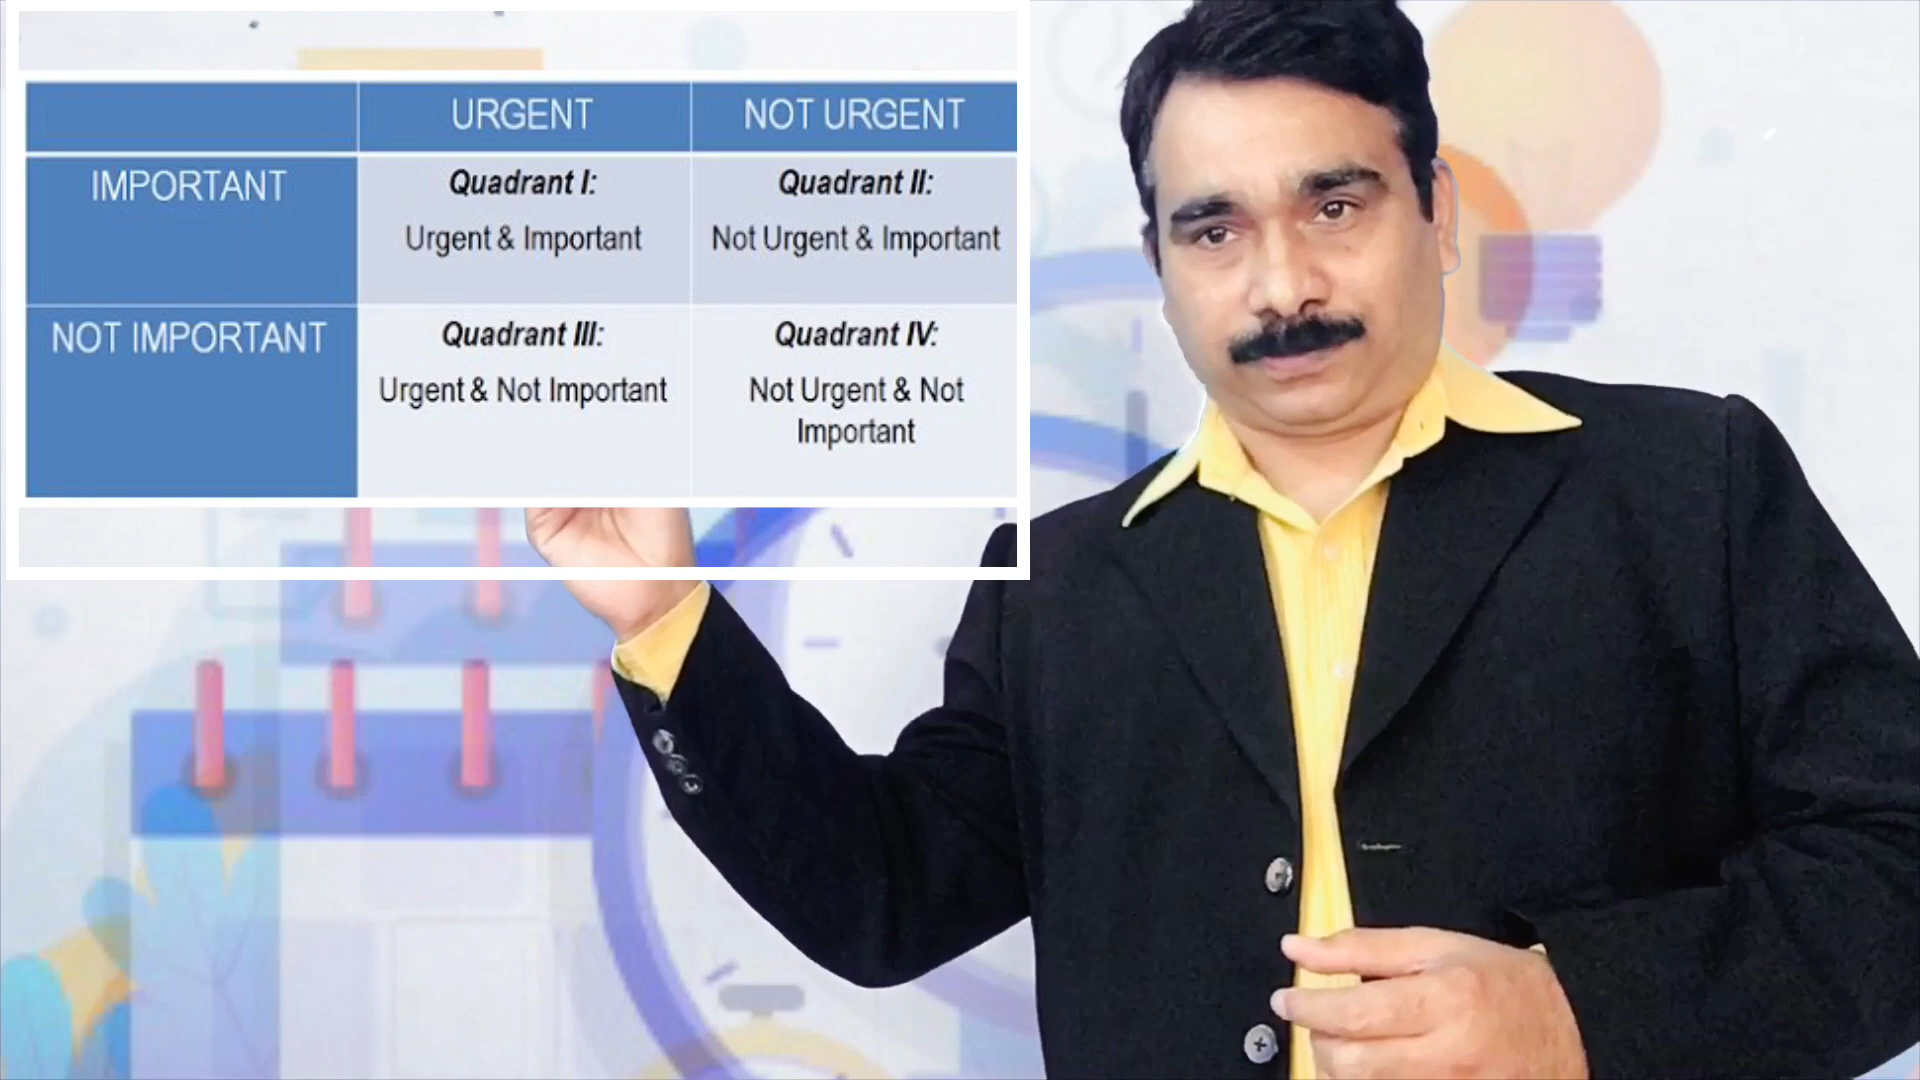 URGENT NOT URGENT
IMPORTANT Quadrant I: Quadrant II:
Urgent & Important Not Urgent & Important
NOT IMPORTANT Quadrant III: Quadrant IV:
Urgent & Not Important Not Urgent & Not
Important